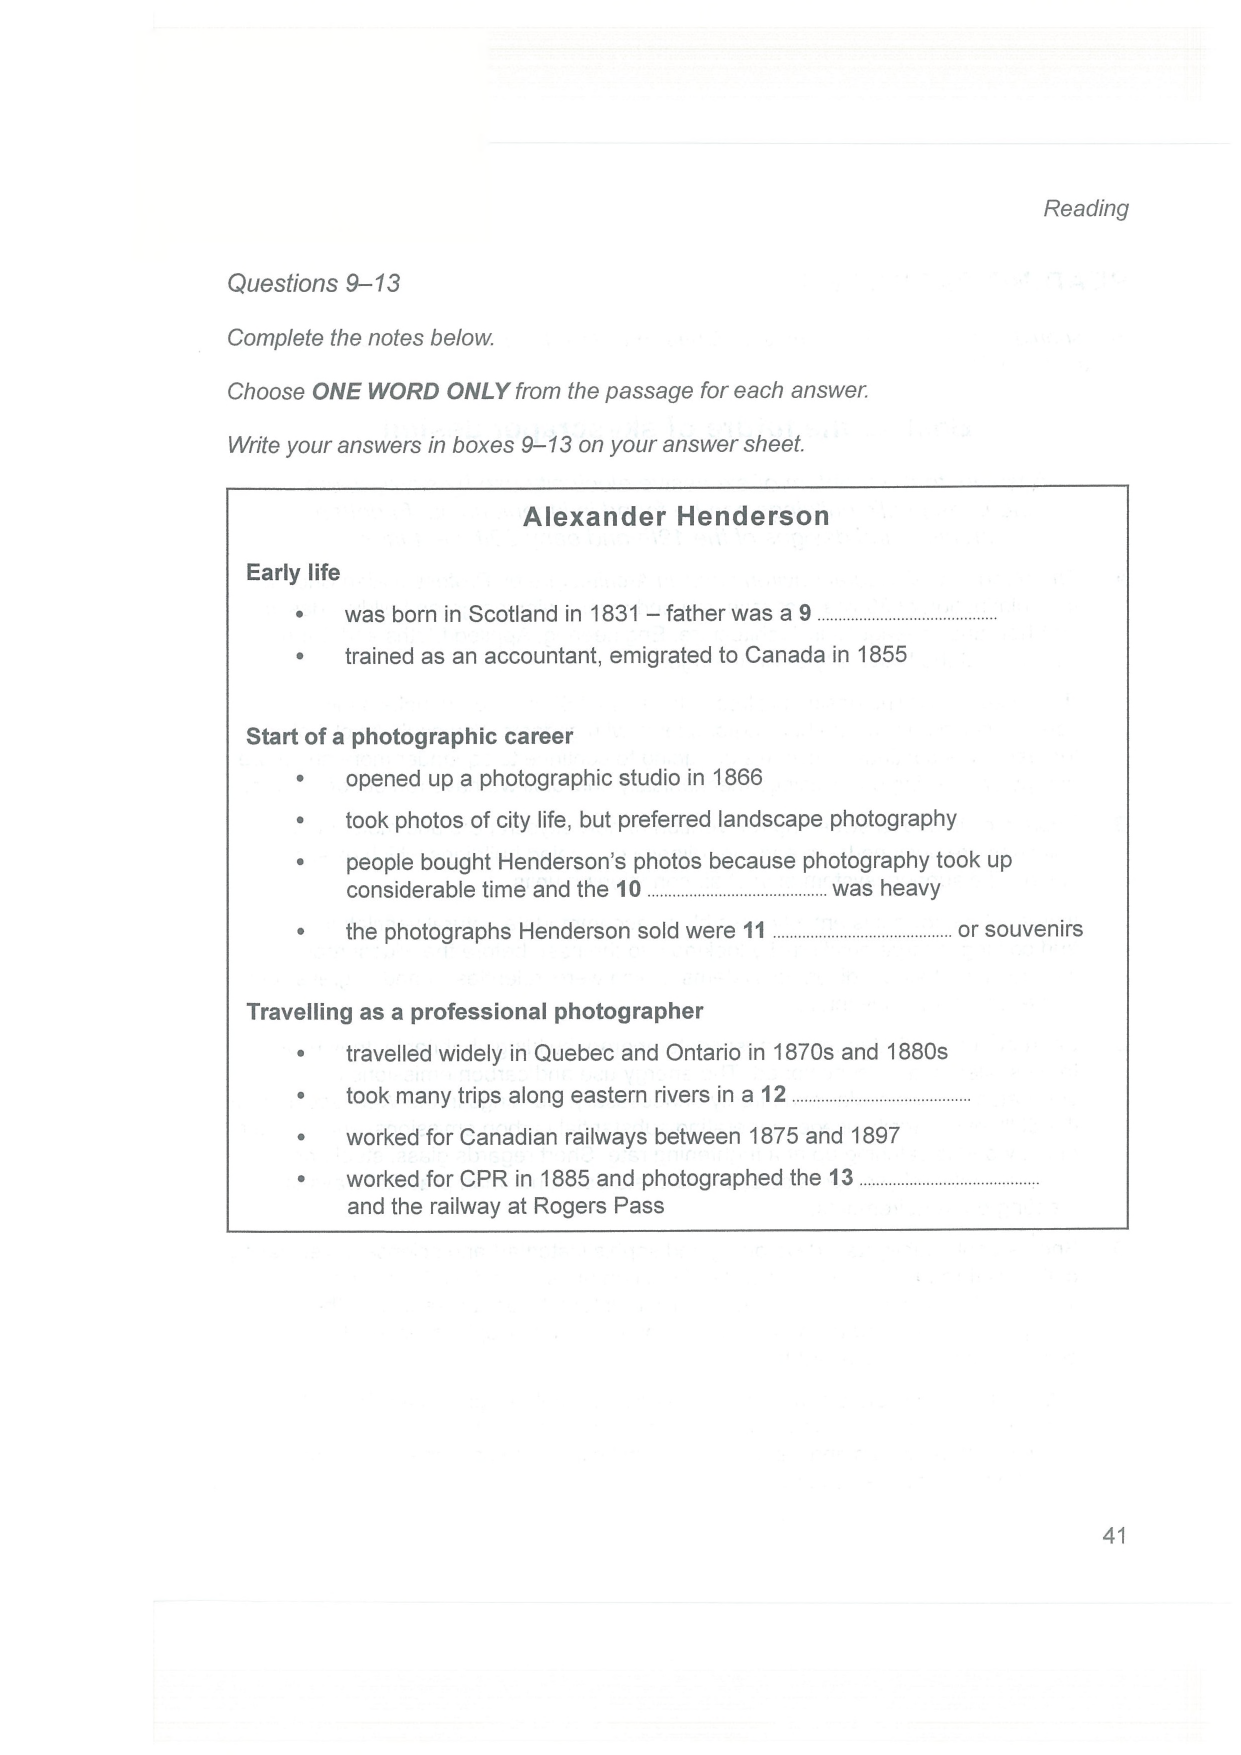 Reading
Questions 9–13
Complete the notes below.
Choose ONE WORD ONLY from the passage for each answer.
Write your answers in boxes 9–13 on your answer sheet.
Alexander Henderson
Early life
• was born in Scotland in 1831 – father was a 9 ..........................................
• trained as an accountant, emigrated to Canada in 1855
Start of a photographic career
• opened up a photographic studio in 1866
• took photos of city life, but preferred landscape photography
• people bought Henderson's photos because photography took up
considerable time and the 10 .......................................... was heavy
• the photographs Henderson sold were 11 .......................................... or souvenirs
Travelling as a professional photographer
• travelled widely in Quebec and Ontario in 1870s and 1880s
• took many trips along eastern rivers in a 12 ..........................................
• worked for Canadian railways between 1875 and 1897
• worked for CPR in 1885 and photographed the 13 ..........................................
and the railway at Rogers Pass
41